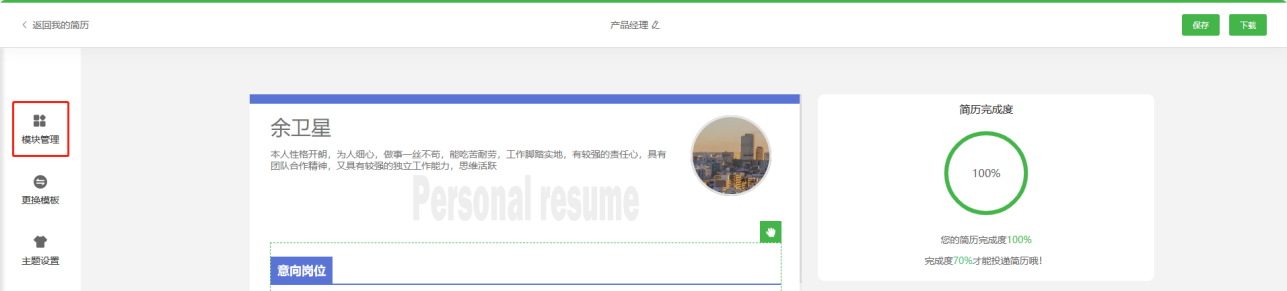 返回我的简历
产品经理
保存
下载
模块管理
更换模板
主题设置
余卫星
本人性格开朗，为人细心，做事一丝不苟，能吃苦耐劳，工作脚踏实地，有较强的责任心，具有
团队合作精神，又具有较强的独立工作能力，思维活跃
Personal resume
意向岗位
简历完成度
100%
您的简历完成度100%
完成度70%才能投递简历哦！